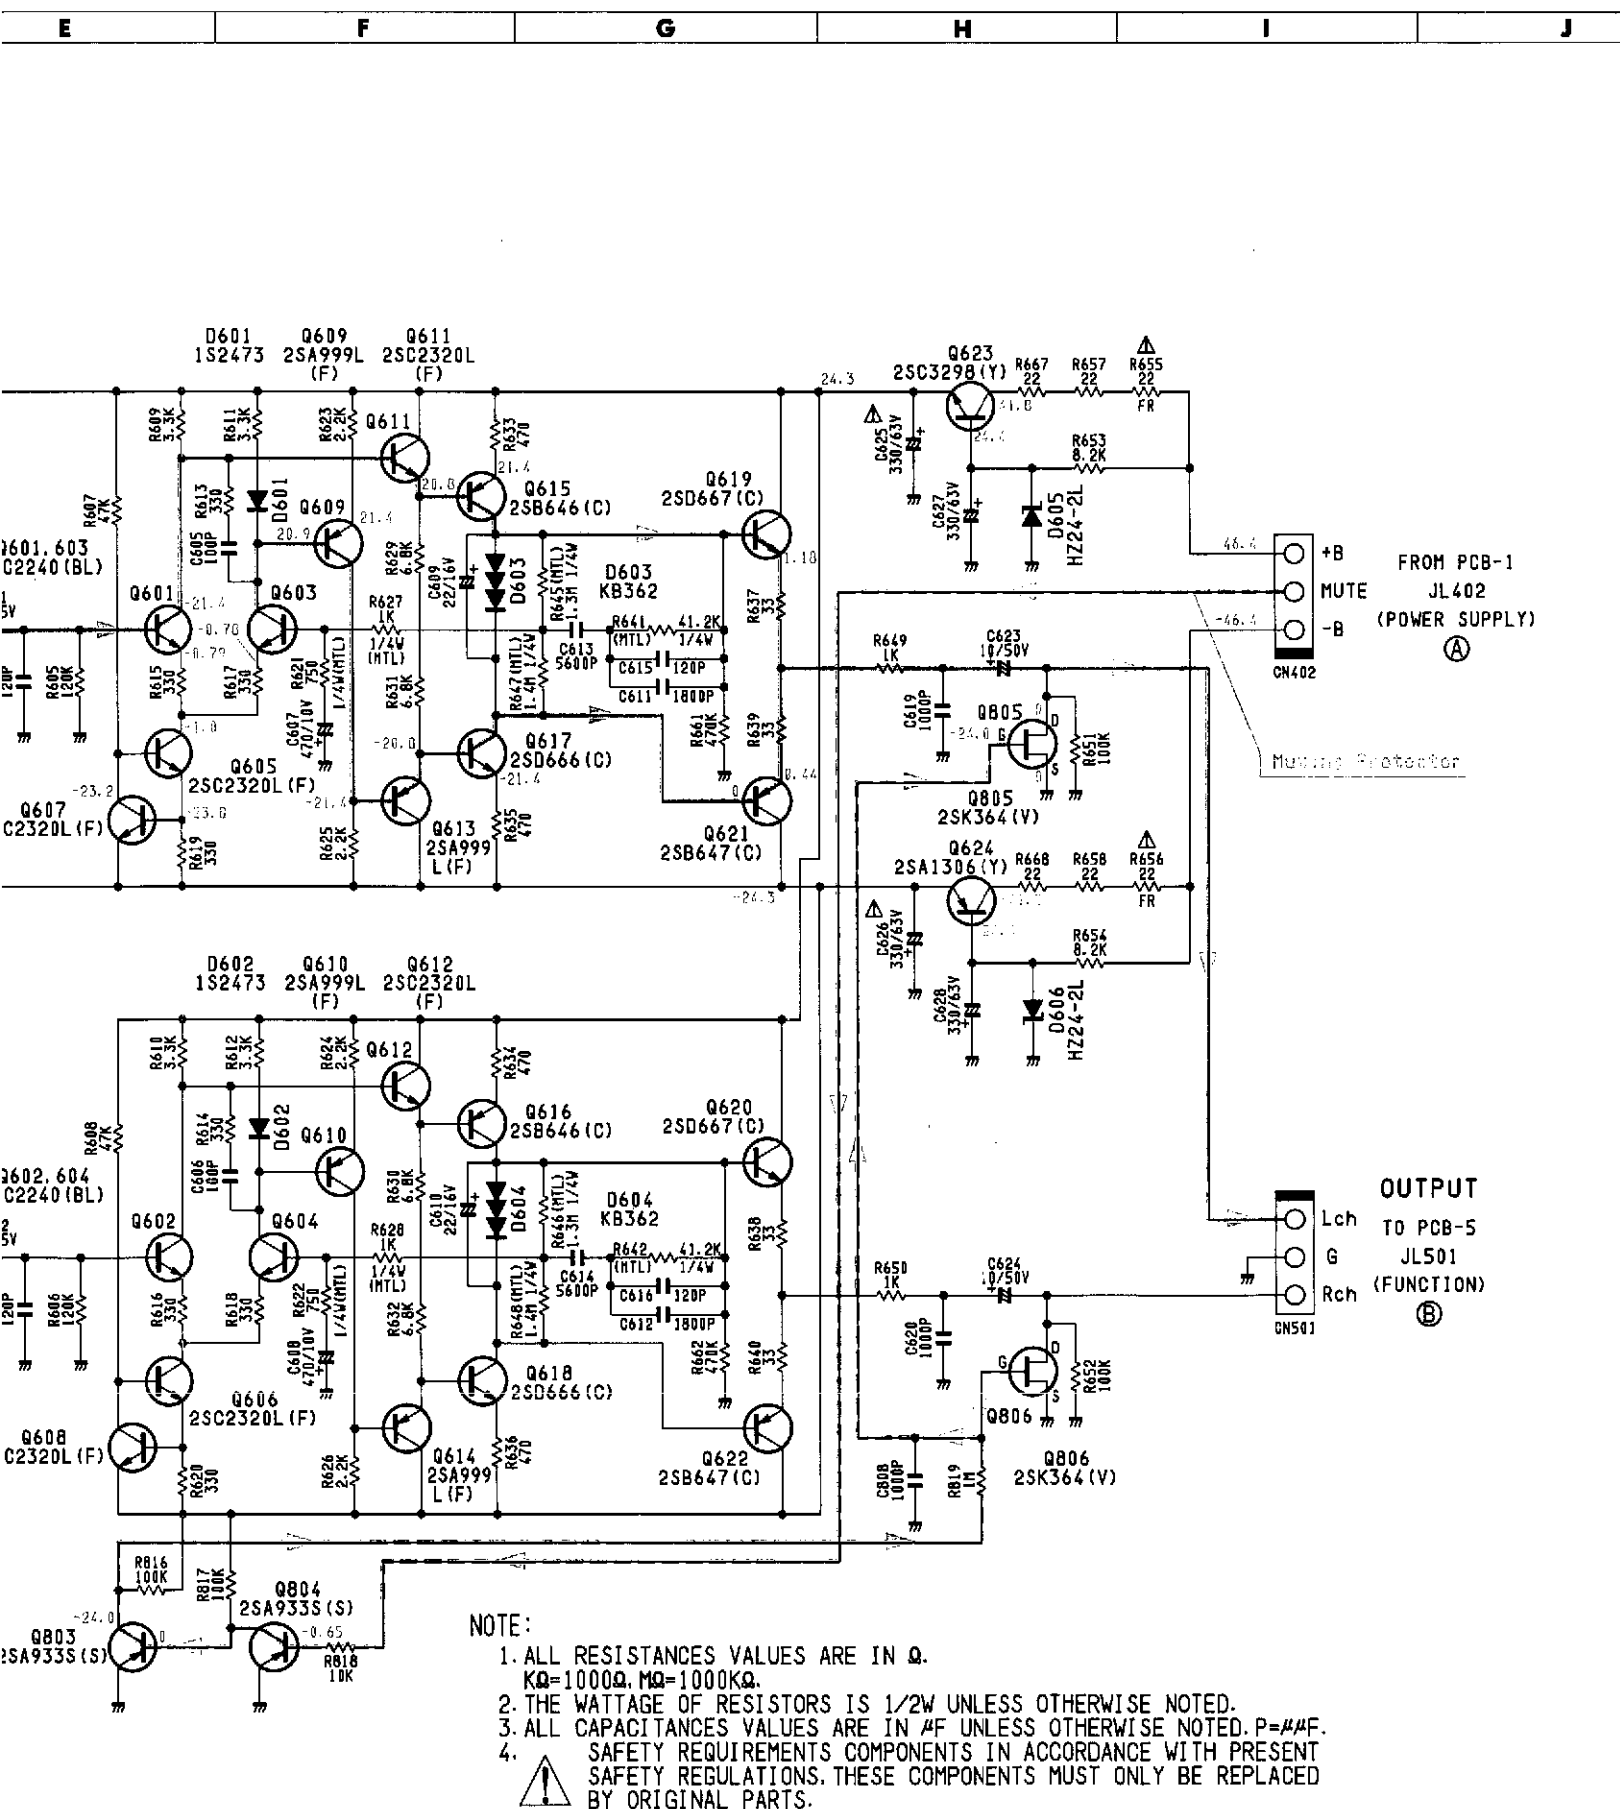 E F G H I J
D601 Q609 Q611
1S2473 2SA999L 2SC2320L
(F) (F)
Q623
2SC3298(Y)
R667 22
R657 22
R655 22 FR
24.3
R609 3.3K
R611 3.3K
R623 2.2K
Q611
R633 470
C625 330/63V
R653 8.2K
21.4
20.8
R607 47K
R613 330
D601
Q609
21.4
Q615
2SB646(C)
Q619
2SD667(C)
C627 330/63V
D605
HZ24-2L
C605 100P
20.9
R629 6.8K
C609 22/16V
D603
R645(MTL) 1.3M 1/4W
D603
KB362
R637 33
46.4
+B
MUTE
-B
-46.4
CN402
FROM PCB-1
JL402
(POWER SUPPLY)
A
Q601
Q603
-21.4
-0.78
-0.79
R627 1K 1/4W (MTL)
R641 41.2K
(MTL) 1/4W
C613 5600P
C615 120P
C611 1800P
R649 1K
C623 10/50V
120P
R605 120K
R615 330
R617 330
R621 750 1/4W(MTL)
R631 6.8K
R647(MTL) 1.4M 1/4W
C607 470/10V
-20.8
R661 470K
R639 33
C619 1000P
Q805
-24.0
G D S
R651 100K
Q605
2SC2320L(F)
Q617
2SD666(C)
-21.4
-23.2
Q607
C2320L(F)
R619 330
R625 2.2K
Q613
2SA999
L(F)
R635 470
0
0.44
Q621
2SB647(C)
-24.3
Q805
2SK364(V)
Q624
2SA1306(Y)
R668 22
R658 22
R656 22 FR
C626 330/63V
R654 8.2K
C628 330/63V
D606
HZ24-2L
D602 Q610 Q612
1S2473 2SA999L 2SC2320L
(F) (F)
R610 3.3K
R612 3.3K
R624 2.2K
Q612
R634 470
R608 47K
R614 330
D602
Q610
Q616
2SB646(C)
Q620
2SD667(C)
C606 100P
C2240(BL)
R630 6.8K
C610 22/16V
D604
R646(MTL) 1.3M 1/4W
D604
KB362
R638 33
Q602
Q604
R628 1K 1/4W (MTL)
R642 41.2K
(MTL) 1/4W
C614 5600P
C616 120P
C612 1800P
R650 1K
C624 10/50V
120P
R606 120K
R616 330
R618 330
R622 750 1/4W(MTL)
R632 6.8K
R648(MTL) 1.4M 1/4W
C608 470/10V
R662 470K
R640 33
C620 1000P
G D S
R652 100K
Q806
Q606
2SC2320L(F)
Q618
2SD666(C)
Q608
C2320L(F)
R620 330
R626 2.2K
Q614
2SA999
L(F)
R636 470
Q622
2SB647(C)
C808 1000P
R819 1M
Q806
2SK364(V)
OUTPUT
TO PCB-5
JL501
(FUNCTION)
B
Lch
G
Rch
CN501
R816 100K
R817 100K
Q804
2SA933S(S)
-24.0
0
-0.65
R818 10K
Q803
2SA933S(S)
NOTE:
1. ALL RESISTANCES VALUES ARE IN Ω.
KΩ=1000Ω, MΩ=1000KΩ.
2. THE WATTAGE OF RESISTORS IS 1/2W UNLESS OTHERWISE NOTED.
3. ALL CAPACITANCES VALUES ARE IN μF UNLESS OTHERWISE NOTED. P=μμF.
4. SAFETY REQUIREMENTS COMPONENTS IN ACCORDANCE WITH PRESENT
SAFETY REGULATIONS. THESE COMPONENTS MUST ONLY BE REPLACED
BY ORIGINAL PARTS.